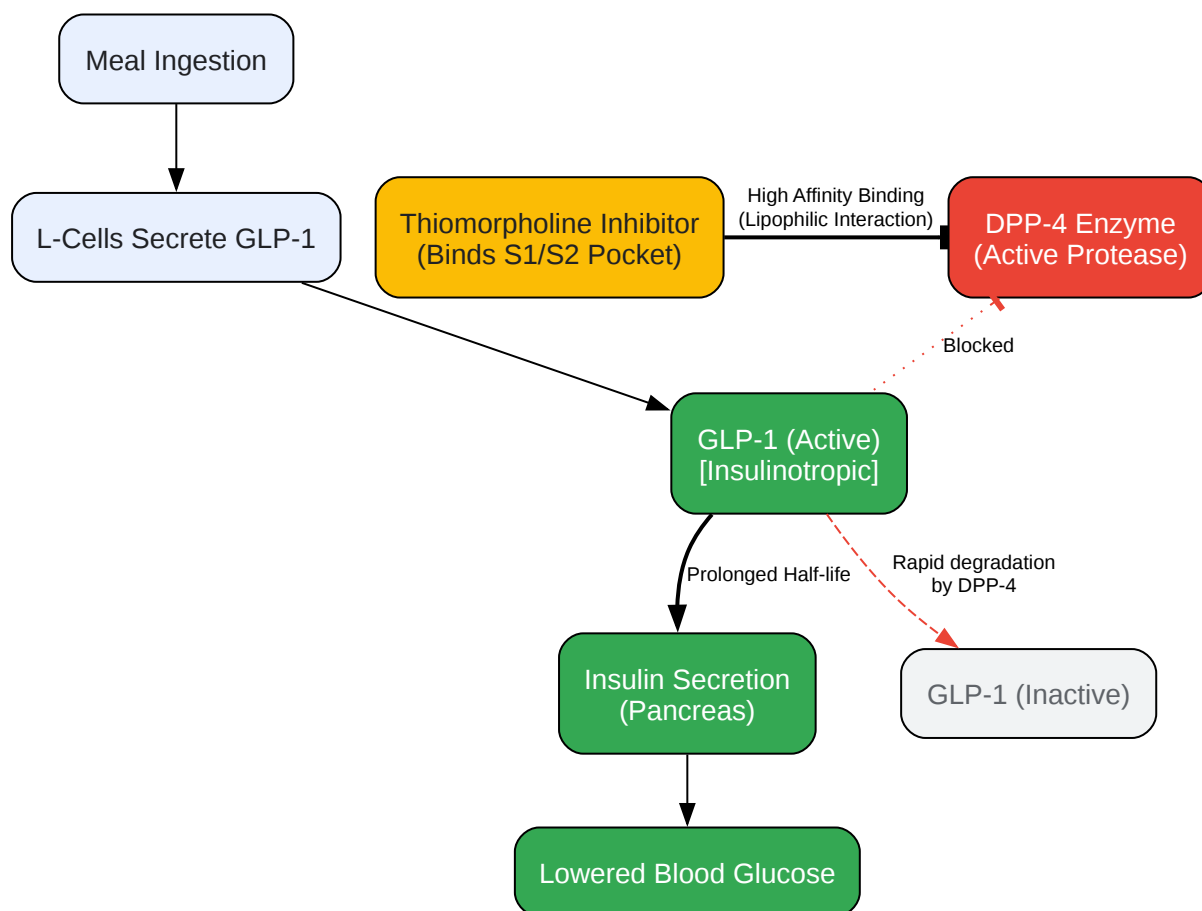 Meal Ingestion
L-Cells Secrete GLP-1
Thiomorpholine Inhibitor
(Binds S1/S2 Pocket)
High Affinity Binding
(Lipophilic Interaction)
DPP-4 Enzyme
(Active Protease)
Blocked
GLP-1 (Active)
[Insulinotropic]
Prolonged Half-life
Rapid degradation
by DPP-4
Insulin Secretion
(Pancreas)
GLP-1 (Inactive)
Lowered Blood Glucose